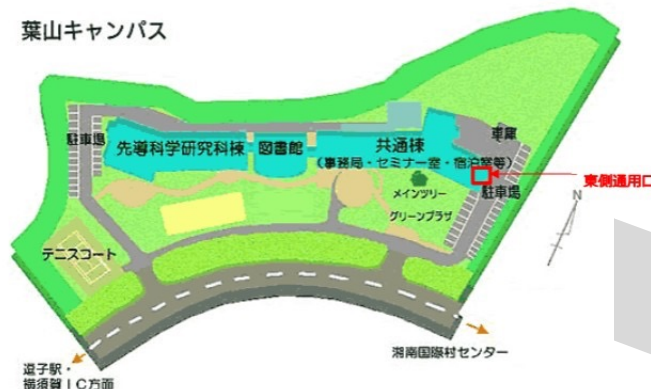 葉山キャンパス
駐車場
先導科学研究科棟
図書館
共通棟
(事務局・セミナー室・宿泊室等)
車庫
東側通用口
メインツリー
駐車場
グリーンプラザ
N
テニスコート
湘南国際村センター
逗子駅・
横須賀IC方面